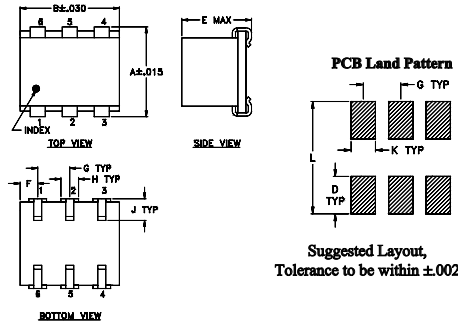 B±.030
6 5 4
A±.015
INDEX
1 2 3
TOP VIEW
E MAX
SIDE VIEW
PCB Land Pattern
G TYP
K TYP
L
D
TYP
Suggested Layout,
Tolerance to be within ±.002
G TYP
H TYP
F
1 2 3
J TYP
6 5 4
BOTTOM VIEW